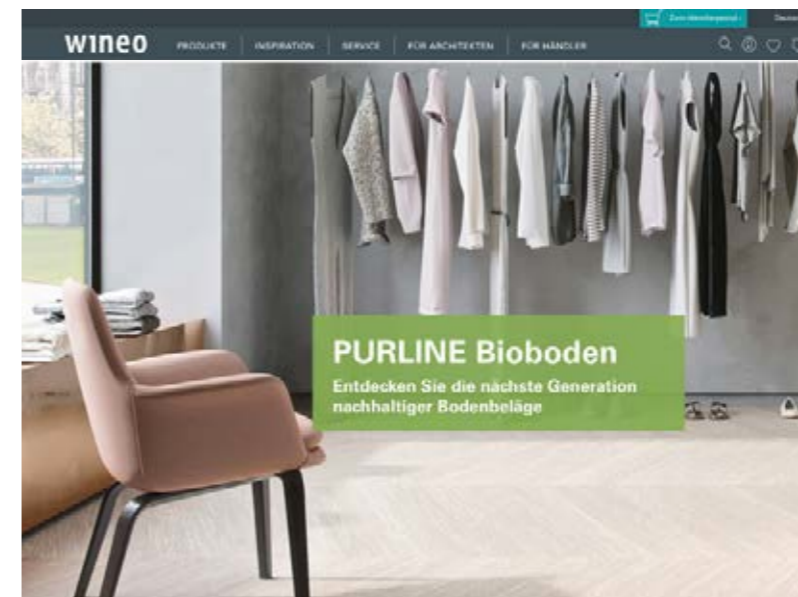 Zum Händlerportal ›
wineo
PRODUKTE
INSPIRATION
SERVICE
FÜR ARCHITEKTEN
FÜR HÄNDLER
PURLINE Bioboden
Entdecken Sie die nächste Generation
nachhaltiger Bodenbeläge